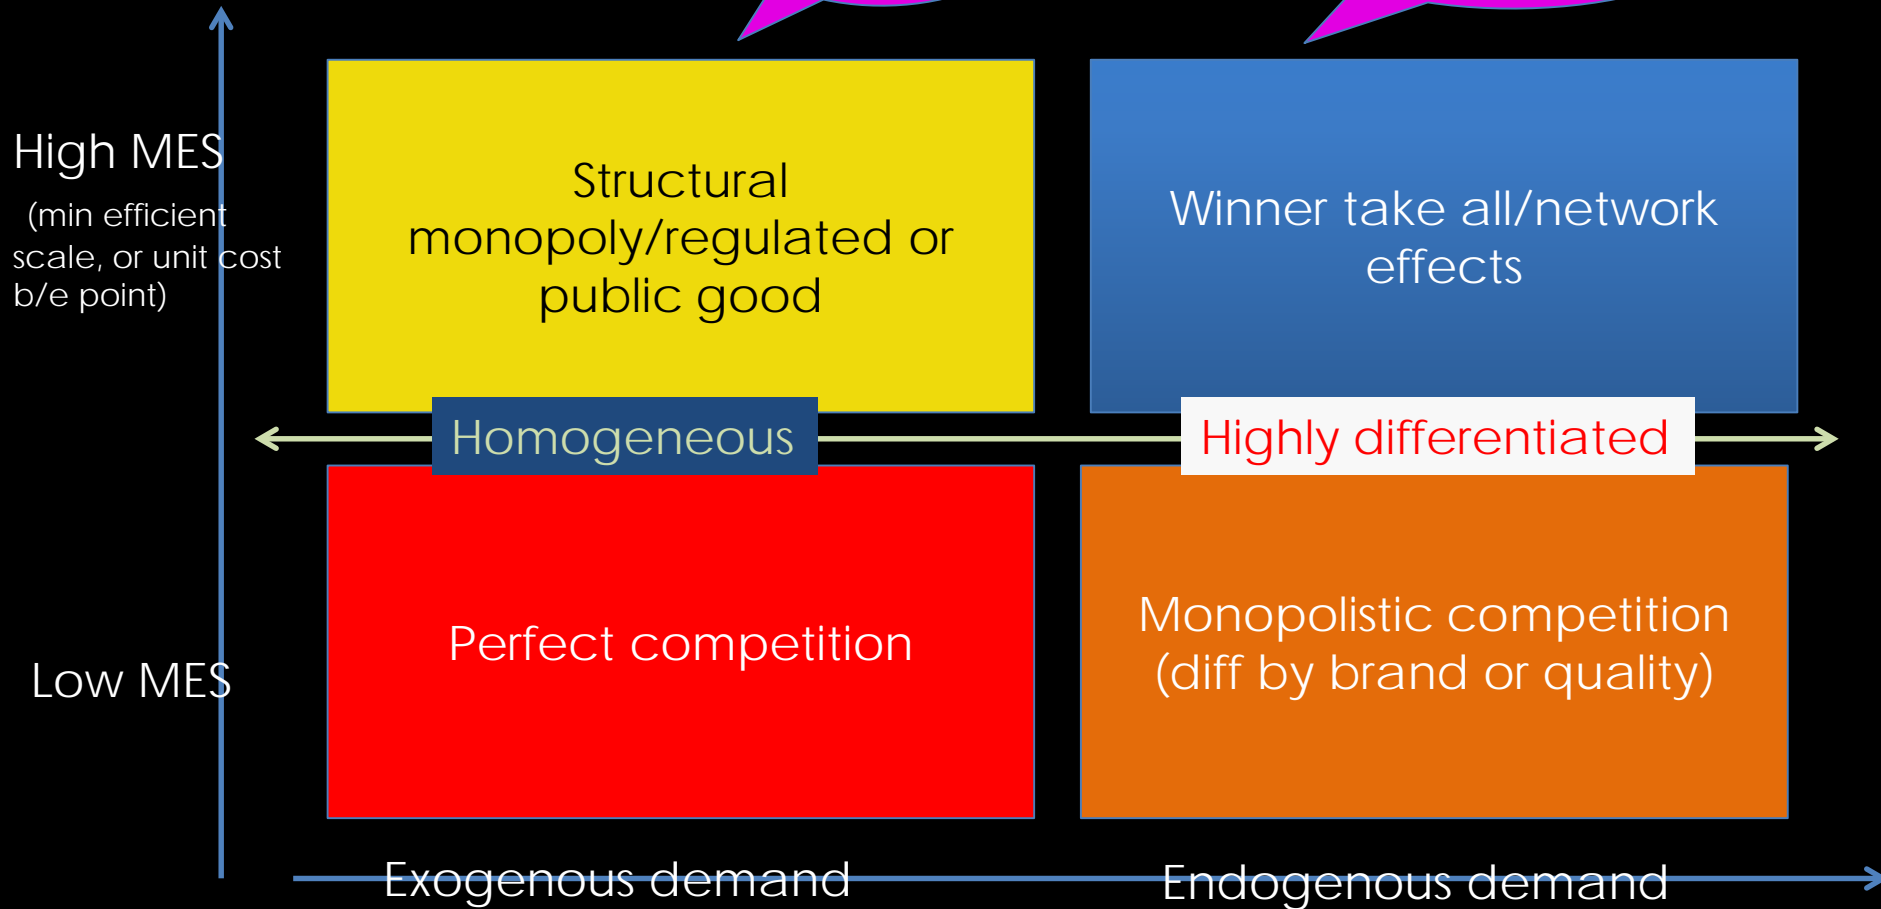 High MES
(min efficient
scale, or unit cost
b/e point)
Structural
monopoly/regulated or
public good
Winner take all/network
effects
Homogeneous
Highly differentiated
Low MES
Perfect competition
Monopolistic competition
(diff by brand or quality)
Exogenous demand
Endogenous demand